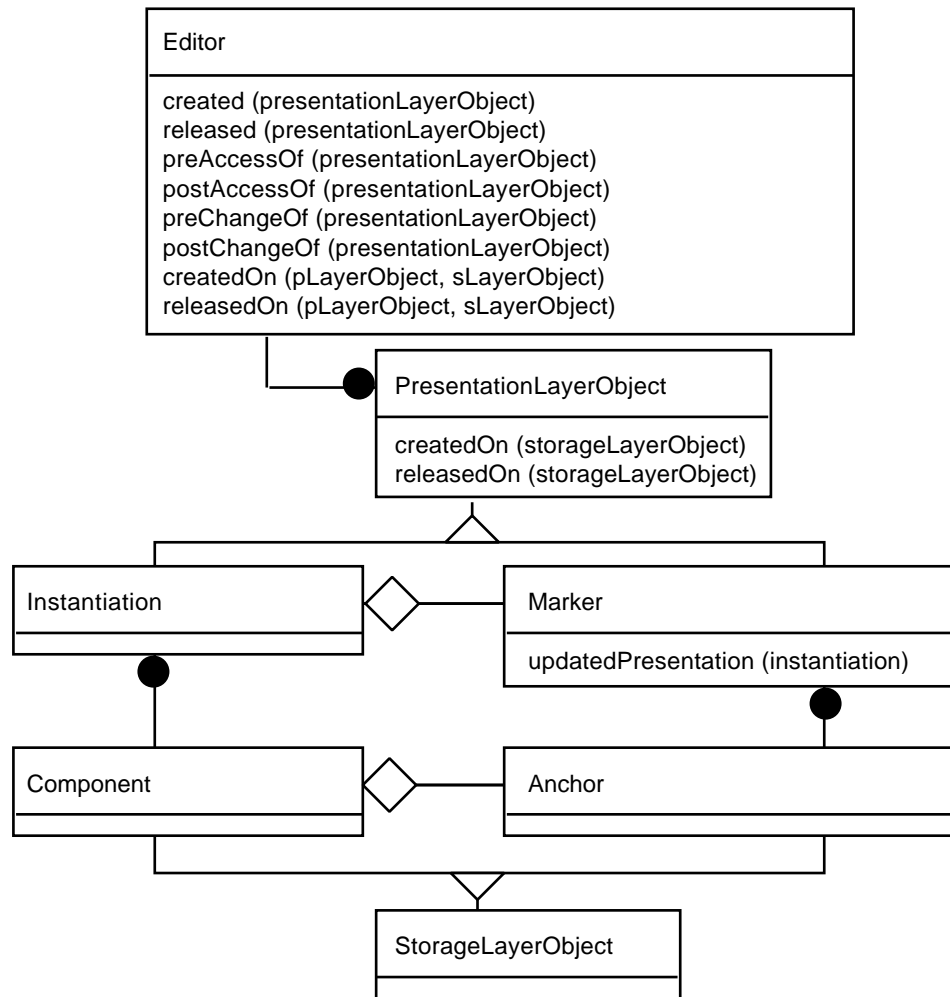 Editor
created (presentationLayerObject)
released (presentationLayerObject)
preAccessOf (presentationLayerObject)
postAccessOf (presentationLayerObject)
preChangeOf (presentationLayerObject)
postChangeOf (presentationLayerObject)
createdOn (pLayerObject, sLayerObject)
releasedOn (pLayerObject, sLayerObject)
PresentationLayerObject
createdOn (storageLayerObject)
releasedOn (storageLayerObject)
Instantiation
Marker
updatedPresentation (instantiation)
Component
Anchor
StorageLayerObject